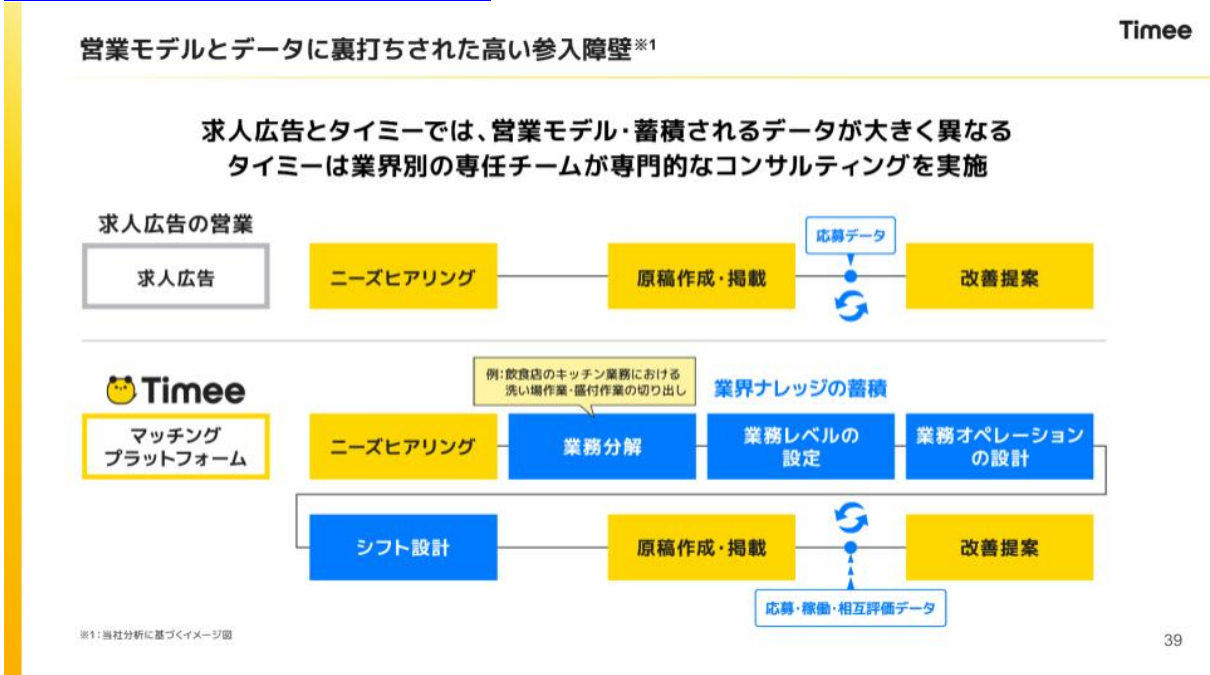 Timee
営業モデルとデータに裏打ちされた高い参入障壁※1
求人広告とタイミーでは、営業モデル・蓄積されるデータが大きく異なる
タイミーは業界別の専任チームが専門的なコンサルティングを実施
求人広告の営業
求人広告
ニーズヒアリング
原稿作成・掲載
応募データ
改善提案
Timee
マッチング
プラットフォーム
例：飲食店のキッチン業務における
洗い場作業・盛付作業の切り出し
業界ナレッジの蓄積
ニーズヒアリング
業務分解
業務レベルの
設定
業務オペレーション
の設計
シフト設計
原稿作成・掲載
改善提案
応募・稼働・相互評価データ
※1：当社分析に基づくイメージ図
39